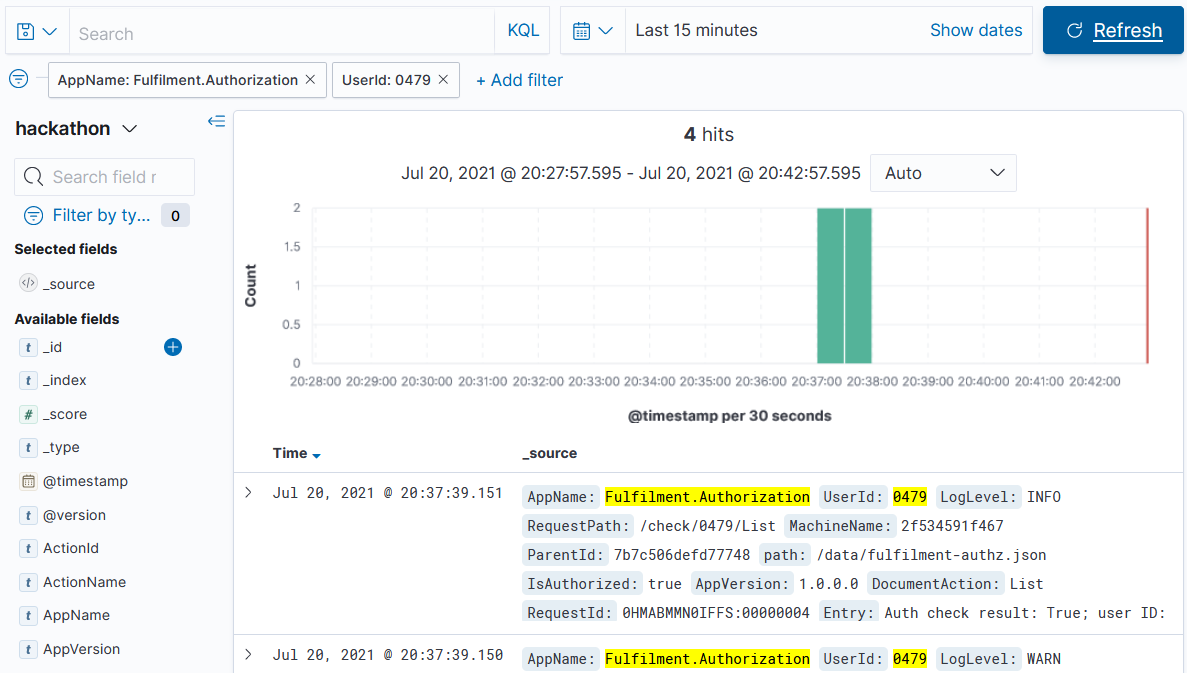 Search KQL Last 15 minutes Show dates Refresh
AppName: Fulfilment.Authorization × UserId: 0479 × + Add filter
hackathon
Search field r
Filter by ty... 0
Selected fields
</> _source
Available fields
t _id
t _index
# _score
t _type
@timestamp
t @version
t ActionId
t ActionName
t AppName
t AppVersion
4 hits
Jul 20, 2021 @ 20:27:57.595 - Jul 20, 2021 @ 20:42:57.595 Auto
Count
2
1.5
1
0.5
0
20:28:00 20:29:00 20:30:00 20:31:00 20:32:00 20:33:00 20:34:00 20:35:00 20:36:00 20:37:00 20:38:00 20:39:00 20:40:00 20:41:00 20:42:00
@timestamp per 30 seconds
Time _source
Jul 20, 2021 @ 20:37:39.151 AppName: Fulfilment.Authorization UserId: 0479 LogLevel: INFO
RequestPath: /check/0479/List MachineName: 2f534591f467
ParentId: 7b7c506defd77748 path: /data/fulfilment-authz.json
IsAuthorized: true AppVersion: 1.0.0.0 DocumentAction: List
RequestId: 0HMABMMN0IFFS:00000004 Entry: Auth check result: True; user ID:
Jul 20, 2021 @ 20:37:39.150 AppName: Fulfilment.Authorization UserId: 0479 LogLevel: WARN